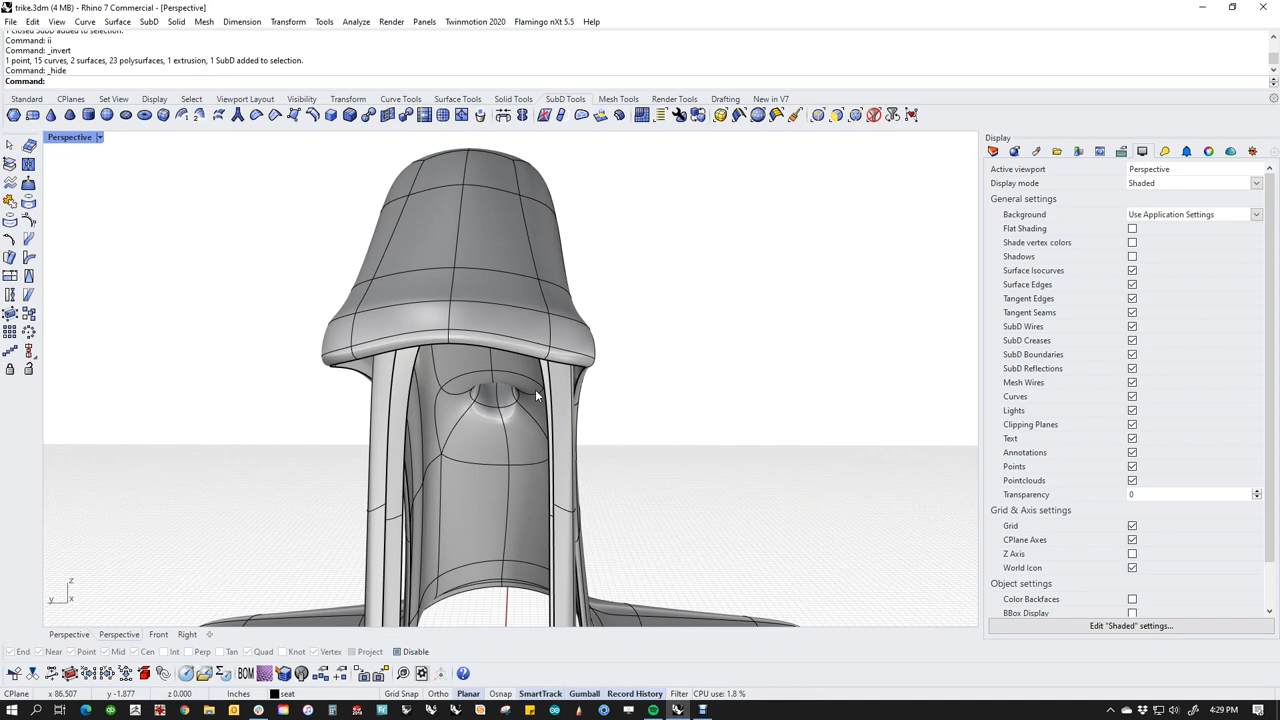 trike.3dm (4 MB) - Rhino 7 Commercial - [Perspective]
File Edit View Curve Surface SubD Solid Mesh Dimension Transform Tools Analyze Render Panels Twinmotion 2020 Flamingo nXt 5.5 Help
1 closed SubD added to selection.
Command: ii
Command: _invert
1 point, 15 curves, 2 surfaces, 23 polysurfaces, 1 extrusion, 1 SubD added to selection.
Command: _hide
Command:
Standard CPlanes Set View Display Select Viewport Layout Visibility Transform Curve Tools Surface Tools Solid Tools SubD Tools Mesh Tools Render Tools Drafting New in V7
Perspective
Display
Active viewport Perspective
Display mode Shaded
General settings
Background Use Application Settings
Flat Shading
Shade vertex colors
Shadows
Surface Isocurves
Surface Edges
Tangent Edges
Tangent Seams
SubD Wires
SubD Creases
SubD Boundaries
SubD Reflections
Mesh Wires
Curves
Lights
Clipping Planes
Text
Annotations
Points
Pointclouds
Transparency 0
Grid & Axis settings
Grid
CPlane Axes
Z Axis
World Icon
Object settings
Color Backfaces
BBox Display
Edit "Shaded" settings...
z
y x
Perspective Perspective Front Right
End Near Point Mid Cen Int Perp Tan Quad Knot Vertex Project Disable
BOM
CPlane x 86.507 y -1.877 z 0.000 Inches seat Grid Snap Ortho Planar Osnap SmartTrack Gumball Record History Filter CPU use: 1.8 %
4:29 PM